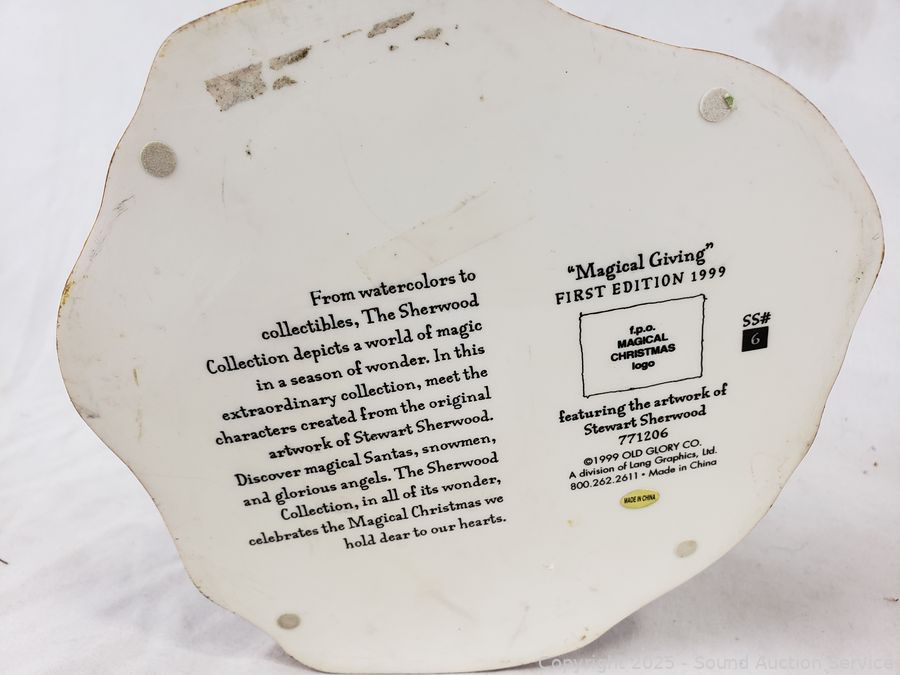 From watercolors to
collectibles, The Sherwood
Collection depicts a world of magic
in a season of wonder. In this
extraordinary collection, meet the
characters created from the original
artwork of Stewart Sherwood.
Discover magical Santas, snowmen,
and glorious angels. The Sherwood
Collection, in all of its wonder,
celebrates the Magical Christmas we
hold dear to our hearts.
“Magical Giving”
FIRST EDITION 1999
f.p.o.
MAGICAL
CHRISTMAS
logo
SS#
6
featuring the artwork of
Stewart Sherwood
771206
©1999 OLD GLORY CO.
A division of Lang Graphics, Ltd.
800.262.2611 • Made in China
MADE IN CHINA
Copyright 2025 - Sound Auction Service